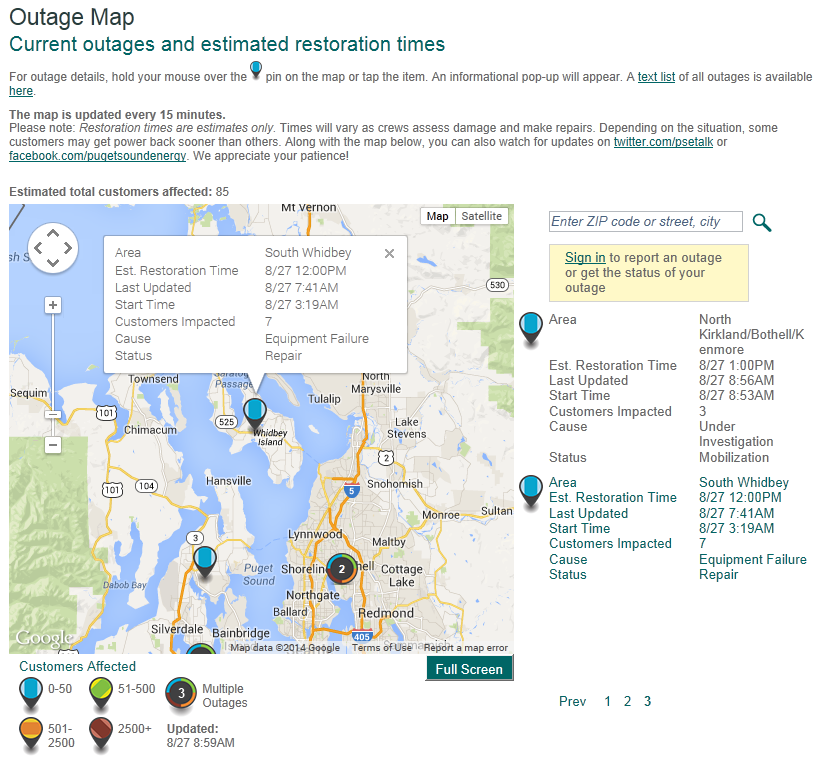 Outage Map
Current outages and estimated restoration times
For outage details, hold your mouse over the pin on the map or tap the item. An informational pop-up will appear. A text list of all outages is available
here.
The map is updated every 15 minutes.
Please note: Restoration times are estimates only. Times will vary as crews assess damage and make repairs. Depending on the situation, some
customers may get power back sooner than others. Along with the map below, you can also watch for updates on twitter.com/psetalk or
facebook.com/pugetsoundenergy. We appreciate your patience!
Estimated total customers affected: 85
Mt Vernon
Map Satellite
530
Area South Whidbey
Est. Restoration Time 8/27 12:00PM
Last Updated 8/27 7:41AM
Start Time 8/27 3:19AM
Customers Impacted 7
Cause Equipment Failure
Status Repair
Townsend
Saratoga
Passage
North
Marysville
Sequim
Tulalip
101
525
Whidbey
Island
Chimacum
Lake
Stevens
2
Hansville
104
101
5
Snohomish
Monroe
Sultan
3
Lynnwood
Maltby
Puget
Sound
Shoreline
2
hell
Cottage
Lake
Dabob Bay
Northgate
Ballard
Redmond
Silverdale
Bainbridge
405
Google
Map data ©2014 Google Terms of Use Report a map error
Customers Affected
Full Screen
0-50
51-500
3
Multiple
Outages
501-
2500
2500+
Updated:
8/27 8:59AM
Enter ZIP code or street, city
Sign in to report an outage
or get the status of your
outage
Area North
Kirkland/Bothell/K
enmore
Est. Restoration Time 8/27 1:00PM
Last Updated 8/27 8:56AM
Start Time 8/27 8:53AM
Customers Impacted 3
Cause Under
Investigation
Status Mobilization
Area South Whidbey
Est. Restoration Time 8/27 12:00PM
Last Updated 8/27 7:41AM
Start Time 8/27 3:19AM
Customers Impacted 7
Cause Equipment Failure
Status Repair
Prev 1 2 3